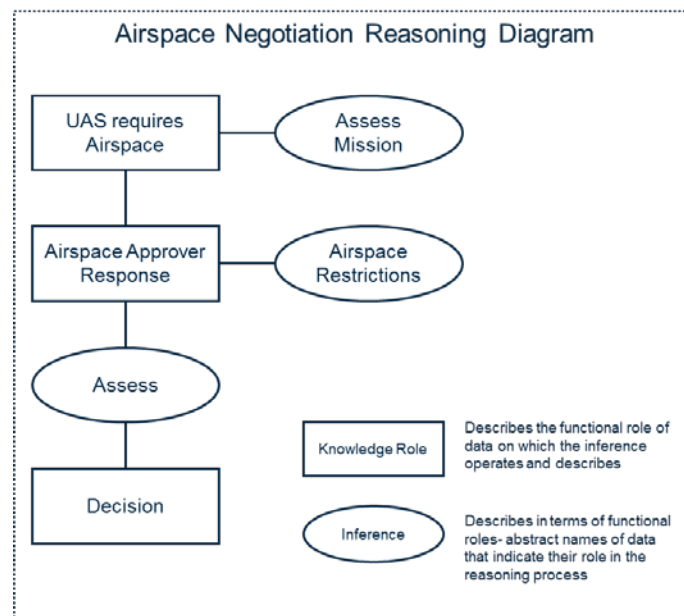 Airspace Negotiation Reasoning Diagram
UAS requires
Airspace
Assess
Mission
Airspace Approver
Response
Airspace
Restrictions
Assess
Decision
Knowledge Role
Describes the functional role of
data on which the inference
operates and describes
Inference
Describes in terms of functional
roles- abstract names of data
that indicate their role in the
reasoning process